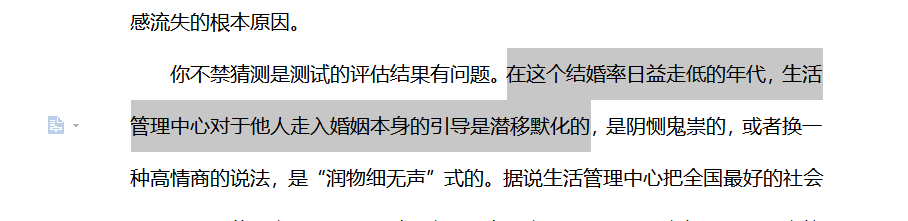 感流失的根本原因。
你不禁猜测是测试的评估结果有问题。在这个结婚率日益走低的年代，生活
管理中心对于他人走入婚姻本身的引导是潜移默化的，是阴恻鬼祟的，或者换一
种高情商的说法，是“润物细无声”式的。据说生活管理中心把全国最好的社会